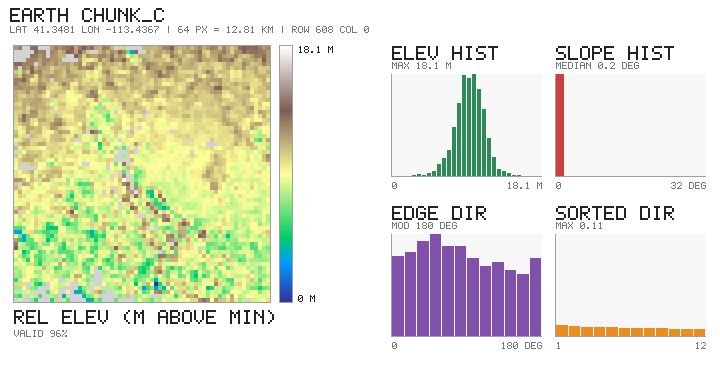 EARTH CHUNK_C
LAT 41.3481 LON -113.4367 | 64 PX = 12.81 KM | ROW 608 COL 0
18.1 M
0 M
REL ELEV (M ABOVE MIN)
VALID 96%
ELEV HIST
MAX 18.1 M
0 18.1 M
SLOPE HIST
MEDIAN 0.2 DEG
0 32 DEG
EDGE DIR
MOD 180 DEG
0 180 DEG
SORTED DIR
MAX 0.11
1 12